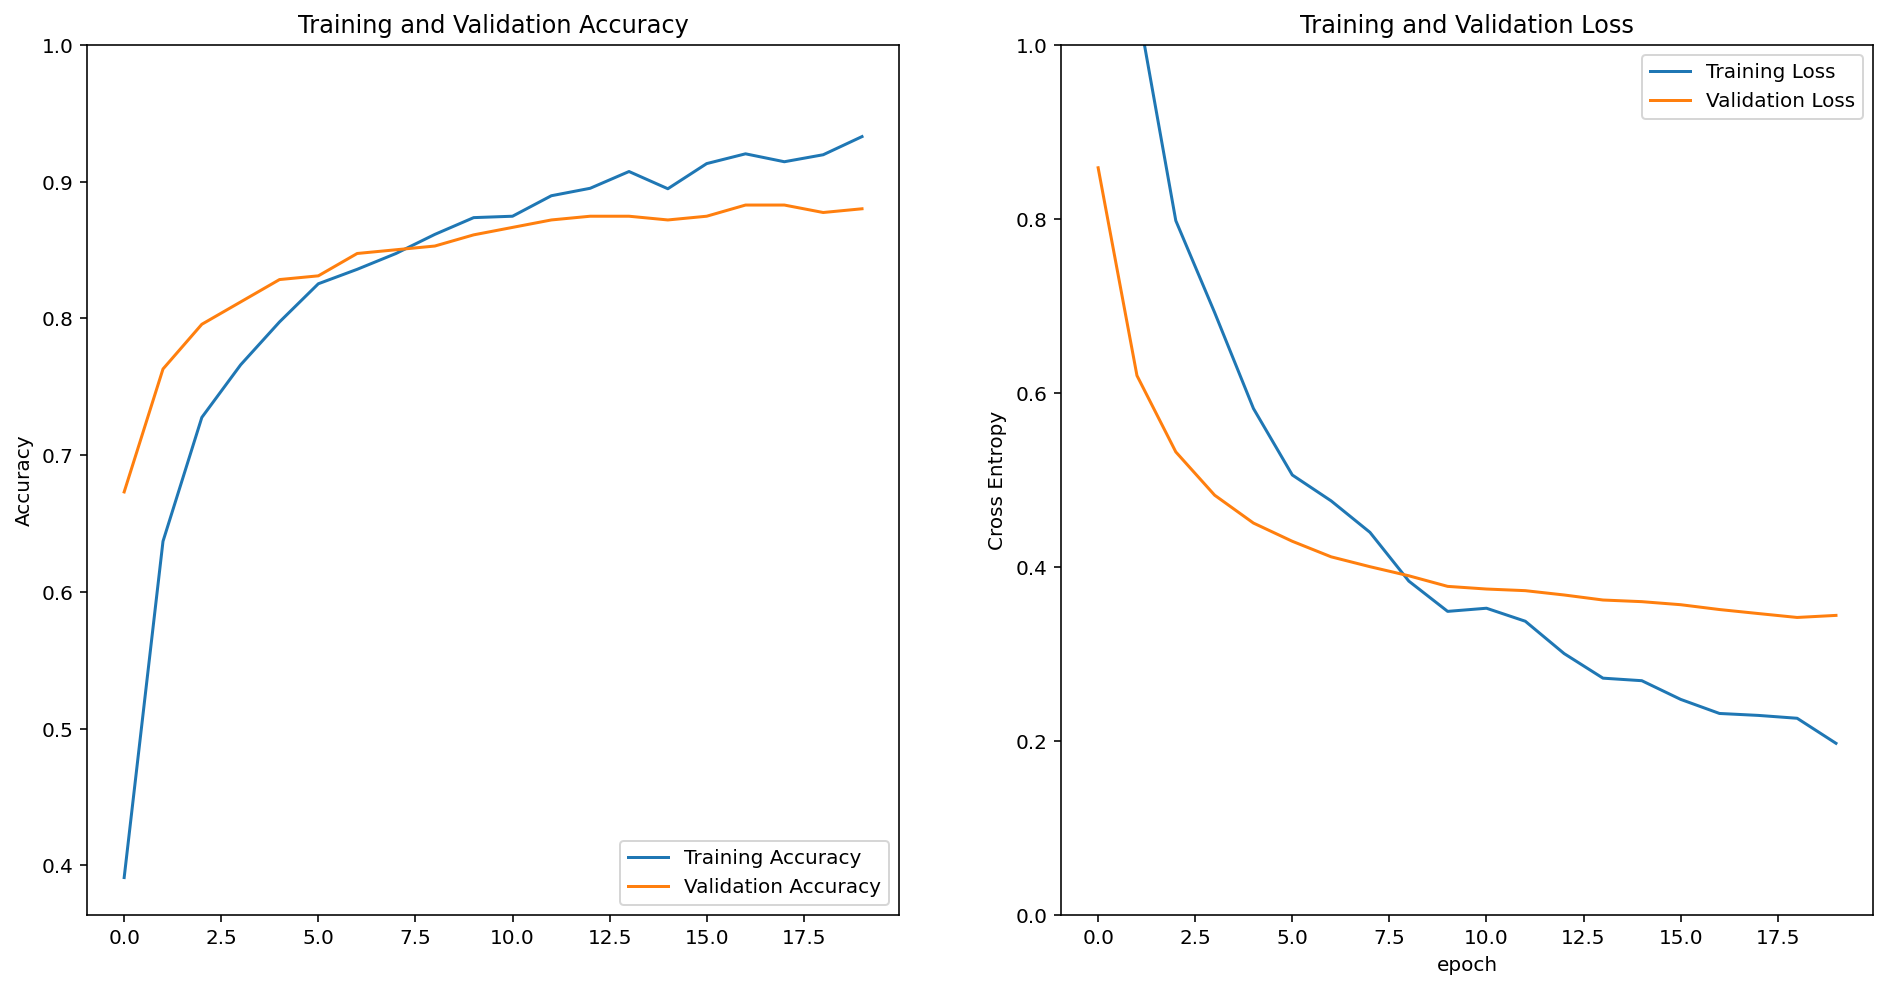 Training and Validation Accuracy
1.0
0.9
0.8
0.7
0.6
0.5
0.4
Accuracy
0.0 2.5 5.0 7.5 10.0 12.5 15.0 17.5
Training Accuracy
Validation Accuracy
Training and Validation Loss
1.0
0.8
0.6
0.4
0.2
0.0
Cross Entropy
0.0 2.5 5.0 7.5 10.0 12.5 15.0 17.5
epoch
Training Loss
Validation Loss